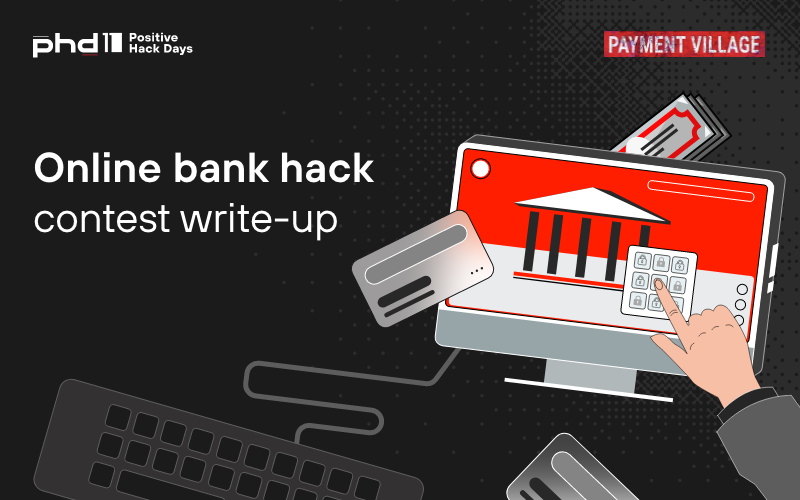 phd11 Positive
Hack Days
PAYMENT VILLAGE
Online bank hack
contest write-up